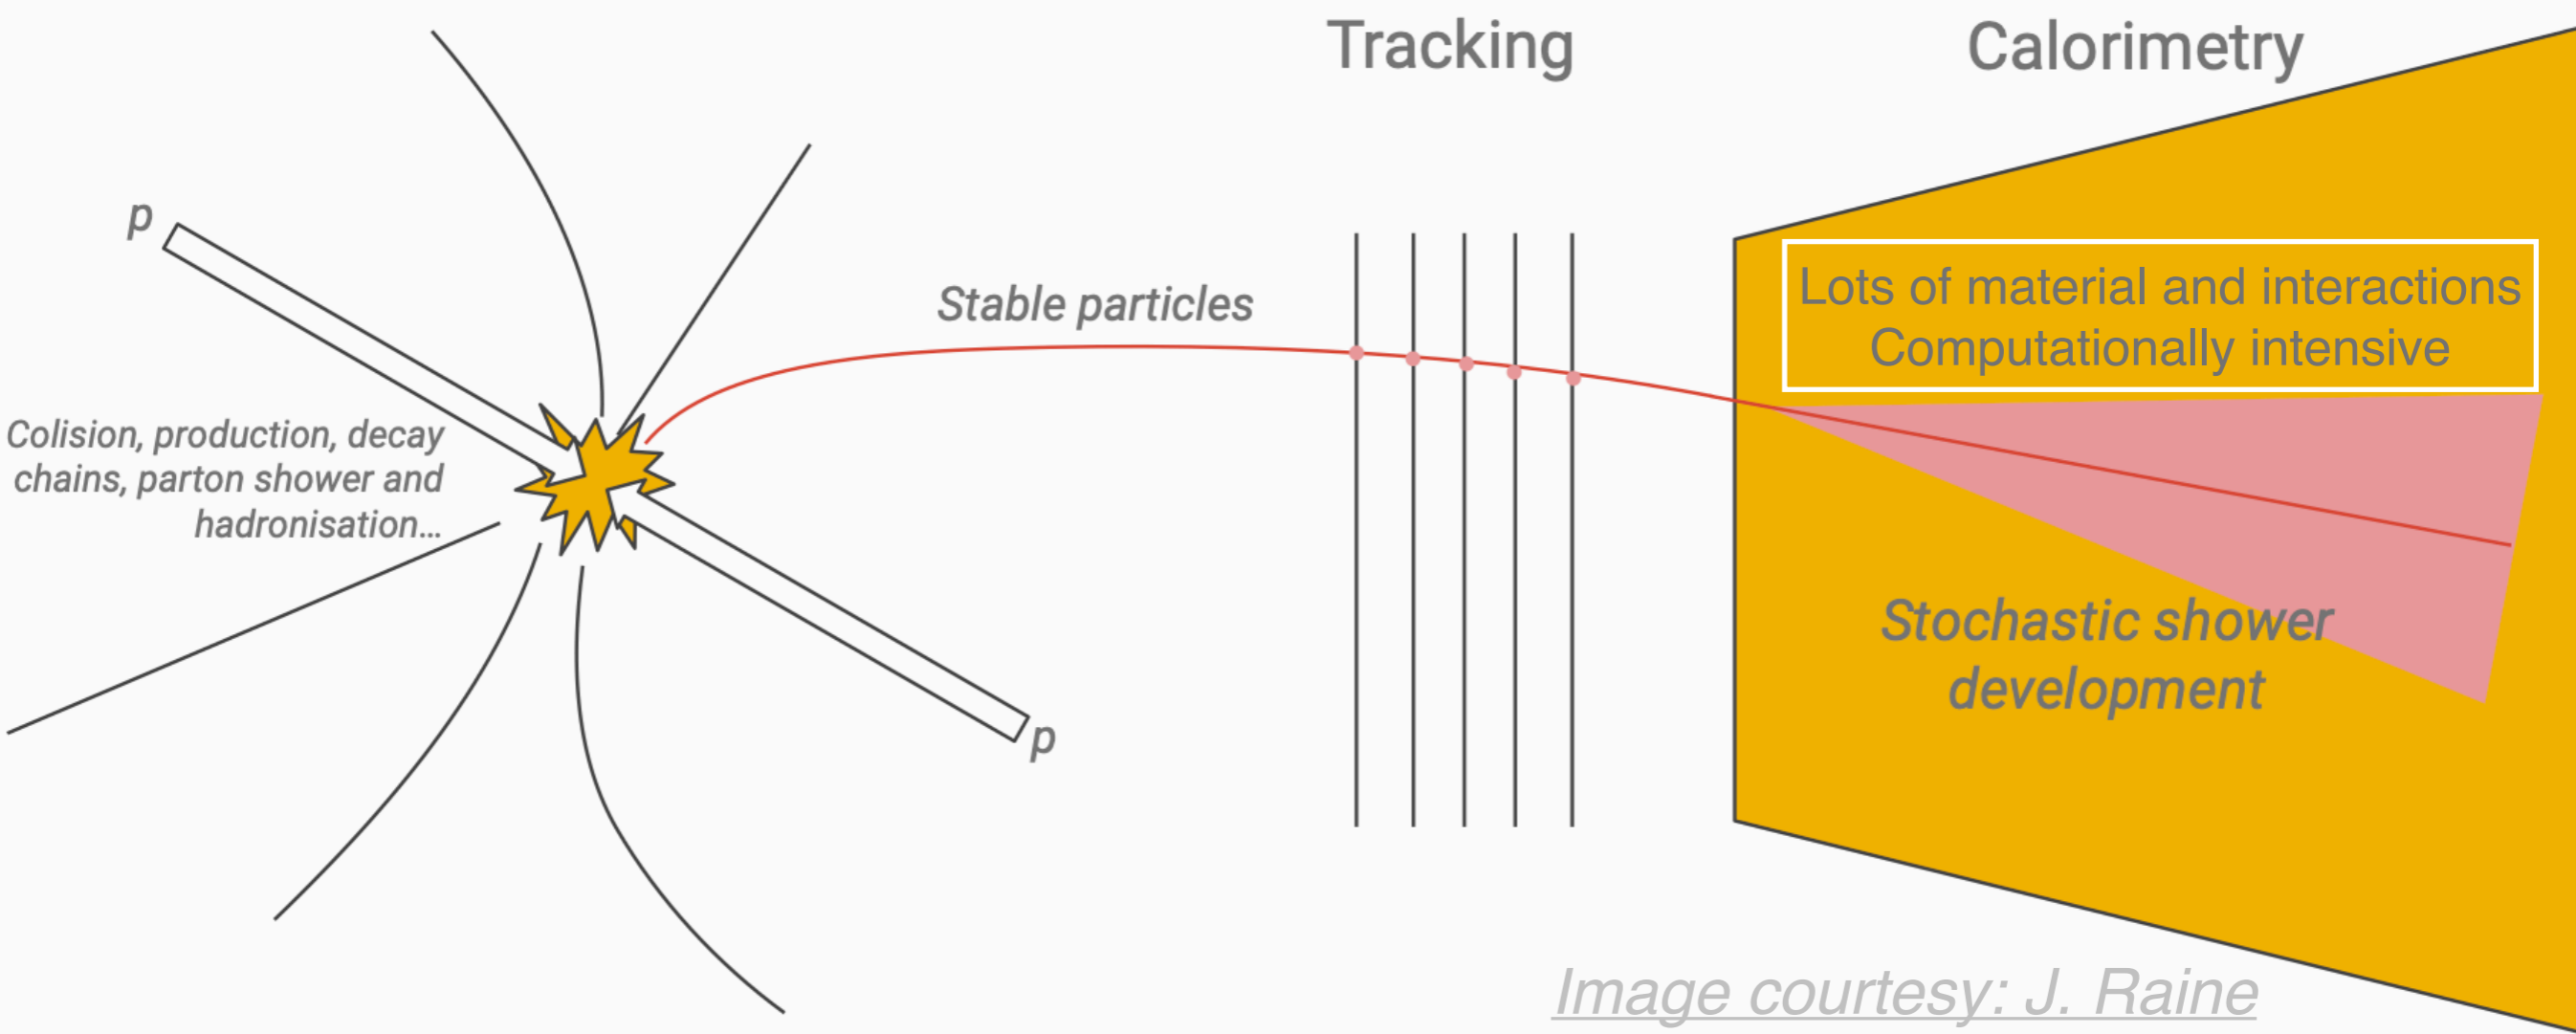 Tracking
Calorimetry
p
Stable particles
Lots of material and interactions
Computationally intensive
Colision, production, decay
chains, parton shower and
hadronisation...
Stochastic shower
development
p
Image courtesy: J. Raine